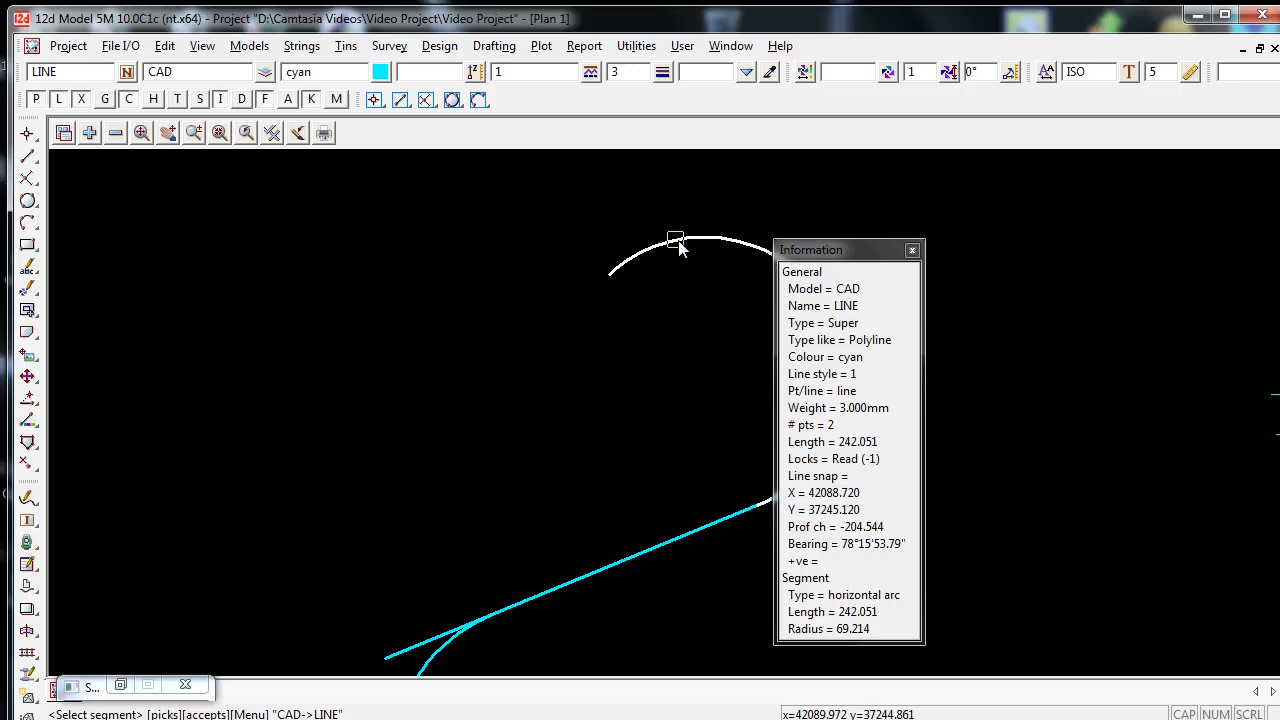 12d Model 5M 10.0C1c (nt.x64) - Project "D:\Camtasia Videos\Video Project\Video Project" - [Plan 1]
Project File I/O Edit View Models Strings Tins Survey Design Drafting Plot Report Utilities User Window Help
LINE N CAD cyan 1 3 1 0° ISO T 5
P L X G C H T S I D F A K M
abc
Information
General
Model = CAD
Name = LINE
Type = Super
Type like = Polyline
Colour = cyan
Line style = 1
Pt/line = line
Weight = 3.000mm
# pts = 2
Length = 242.051
Locks = Read (-1)
Line snap =
X = 42088.720
Y = 37245.120
Prof ch = -204.544
Bearing = 78°15'53.79"
+ve =
Segment
Type = horizontal arc
Length = 242.051
Radius = 69.214
S...
<Select segment> [picks][accepts][Menu] "CAD->LINE" x=42089.972 y=37244.861 CAP NUM SCRL